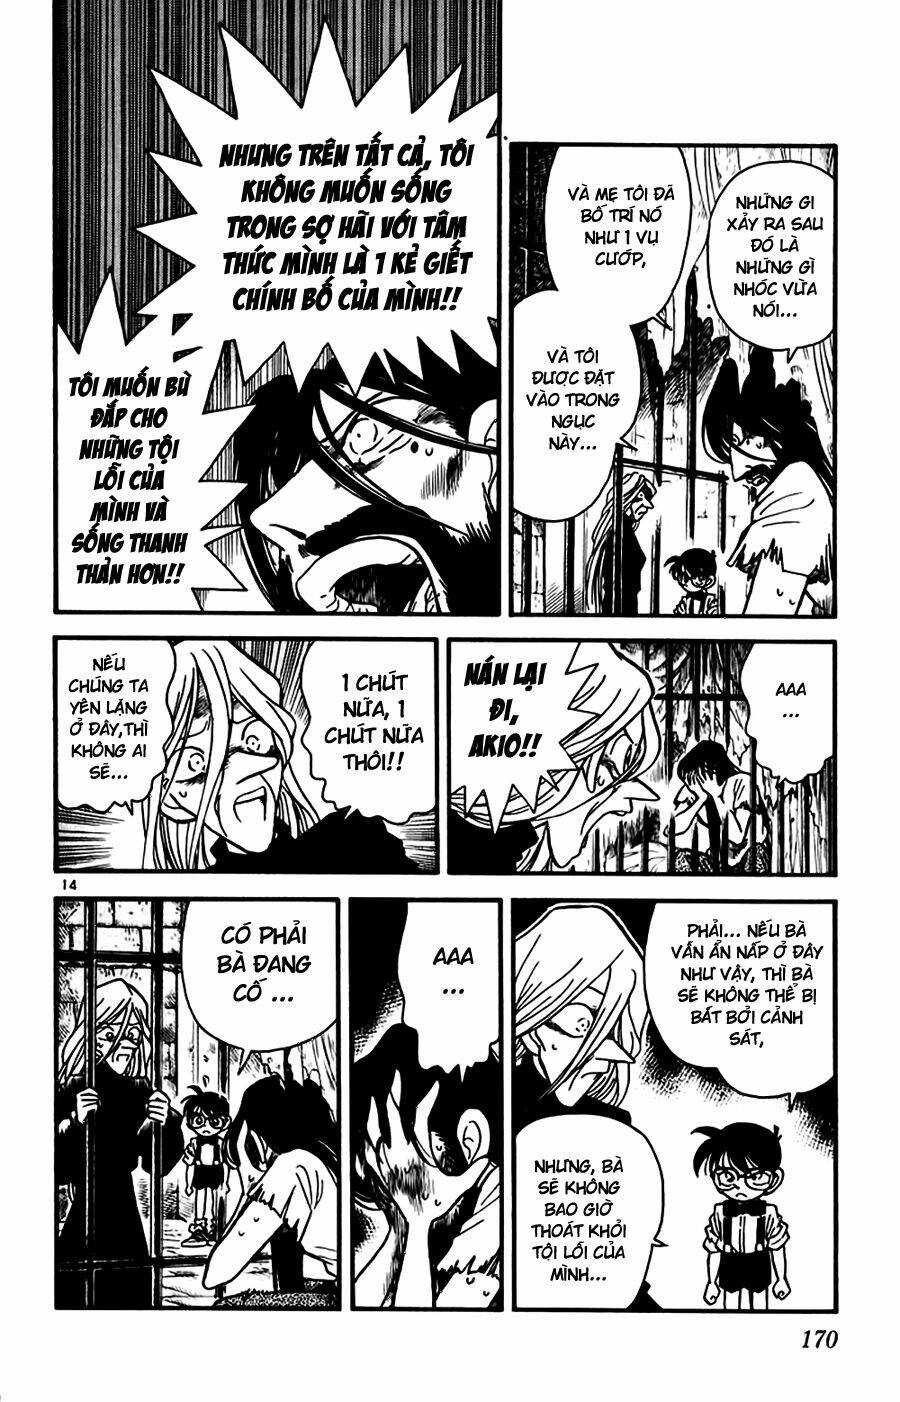 NHỮNG GÌ
XẢY RA SAU
ĐÓ LÀ
NHỮNG GÌ
NHÓC VỪA
NÓI...
VÀ MẸ TÔI ĐÃ
BỐ TRÍ NÓ
NHƯ 1 VỤ
CƯỚP,
VÀ TÔI
ĐƯỢC ĐẶT
VÀO TRONG
NGỤC
NÀY...
NHƯNG TRÊN TẤT CẢ, TÔI
KHÔNG MUỐN SỐNG
TRONG SỢ HÃI VỚI TÂM
THỨC MÌNH LÀ 1 KẺ GIẾT
CHÍNH BỐ CỦA MÌNH!!
TÔI MUỐN BÙ
ĐẮP CHO
NHỮNG TỘI
LỖI CỦA
MÌNH VÀ
SỐNG THANH
THẢN HƠN!!
AAA
...
NÁN LẠI
ĐI,
AKIO!!
1 CHÚT
NỮA, 1
CHÚT NỮA
THÔI!!
NẾU
CHÚNG TA
YÊN LẶNG
Ở ĐÂY,THÌ
KHÔNG AI
SẼ...
14
PHẢI... NẾU BÀ
VẪN ẨN NẤP Ở ĐÂY
NHƯ VẬY, THÌ BÀ
SẼ KHÔNG THỂ BỊ
BẮT BỞI CẢNH
SÁT,
NHƯNG, BÀ
SẼ KHÔNG
BAO GIỜ
THOÁT KHỎI
TỘI LỖI CỦA
MÌNH...
AAA
...
CÓ PHẢI
BÀ ĐANG
CỐ ...
170